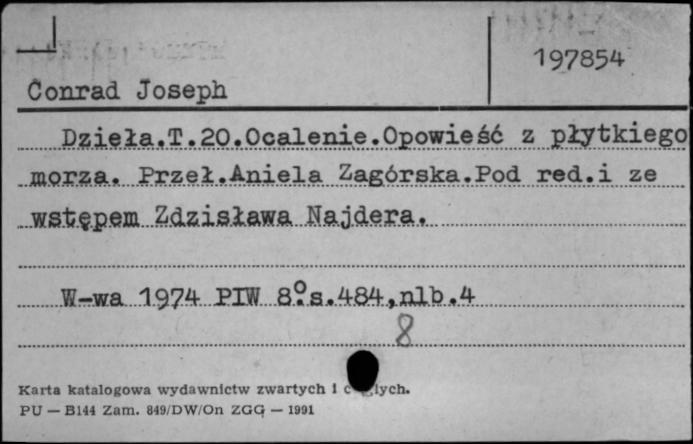 197854
Conrad Joseph
Dzieła.T.20.Ocalenie.Opowieść z płytkiego
morza. Przeł.Aniela Zagórska.Pod red.i ze
wstępem Zdzisława Najdera.
W-wa 1974 PIW 8°.s.484,nlb.4
8
Karta katalogowa wydawnictw zwartych i
PU — B144 Zam. 849/DW/On ZGG — 1991